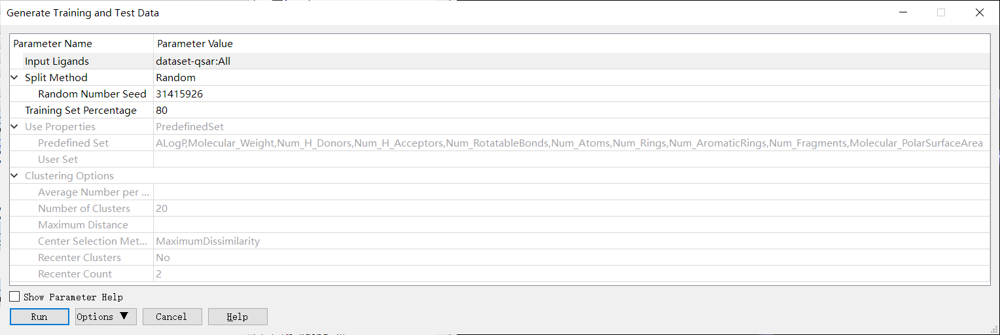 Generate Training and Test Data
Parameter Name Parameter Value
Input Ligands dataset-qsar:All
Split Method Random
Random Number Seed 31415926
Training Set Percentage 80
Use Properties PredefinedSet
Predefined Set ALogP,Molecular_Weight,Num_H_Donors,Num_H_Acceptors,Num_RotatableBonds,Num_Atoms,Num_Rings,Num_AromaticRings,Num_Fragments,Molecular_PolarSurfaceArea
User Set
Clustering Options
Average Number per ...
Number of Clusters 20
Maximum Distance
Center Selection Met... MaximumDissimilarity
Recenter Clusters No
Recenter Count 2
Show Parameter Help
Run Options ▼ Cancel Help